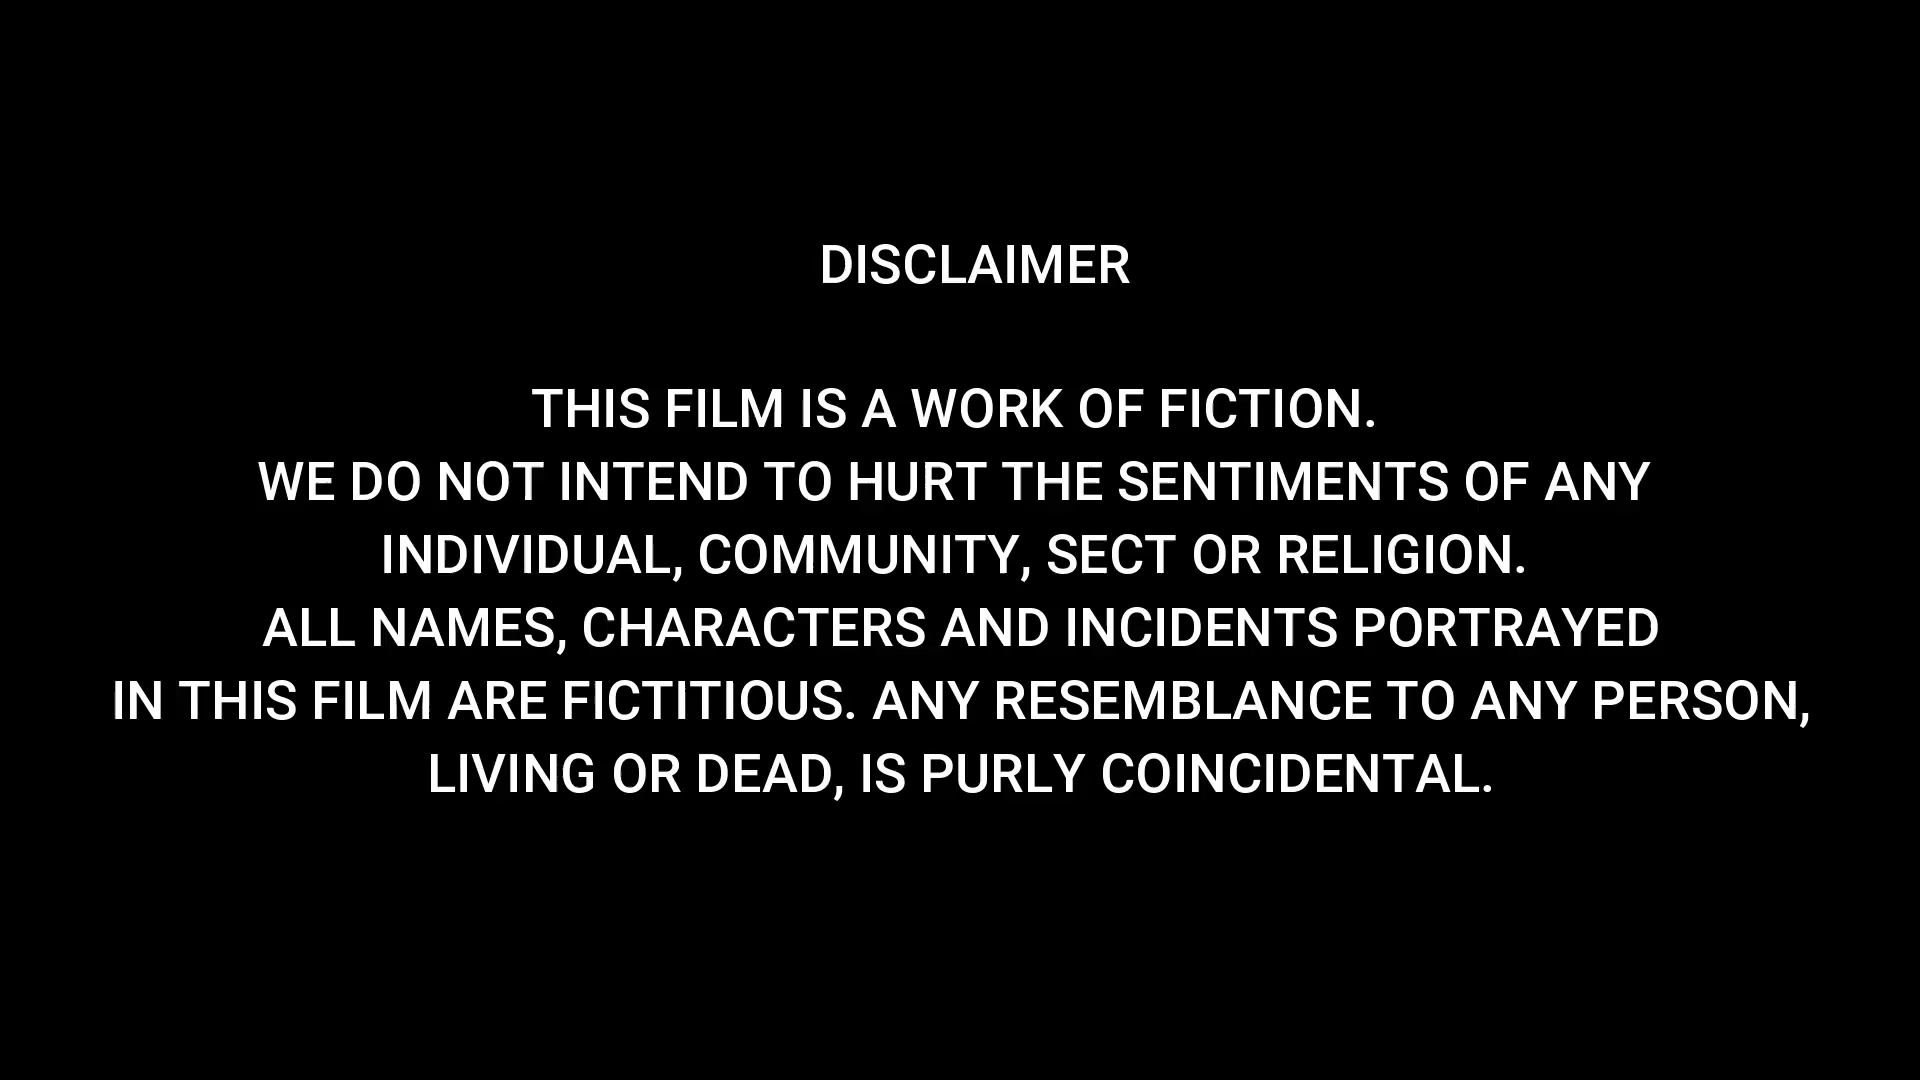 DISCLAIMER
THIS FILM IS A WORK OF FICTION.
WE DO NOT INTEND TO HURT THE SENTIMENTS OF ANY
INDIVIDUAL, COMMUNITY, SECT OR RELIGION.
ALL NAMES, CHARACTERS AND INCIDENTS PORTRAYED
IN THIS FILM ARE FICTITIOUS. ANY RESEMBLANCE TO ANY PERSON,
LIVING OR DEAD, IS PURLY COINCIDENTAL.